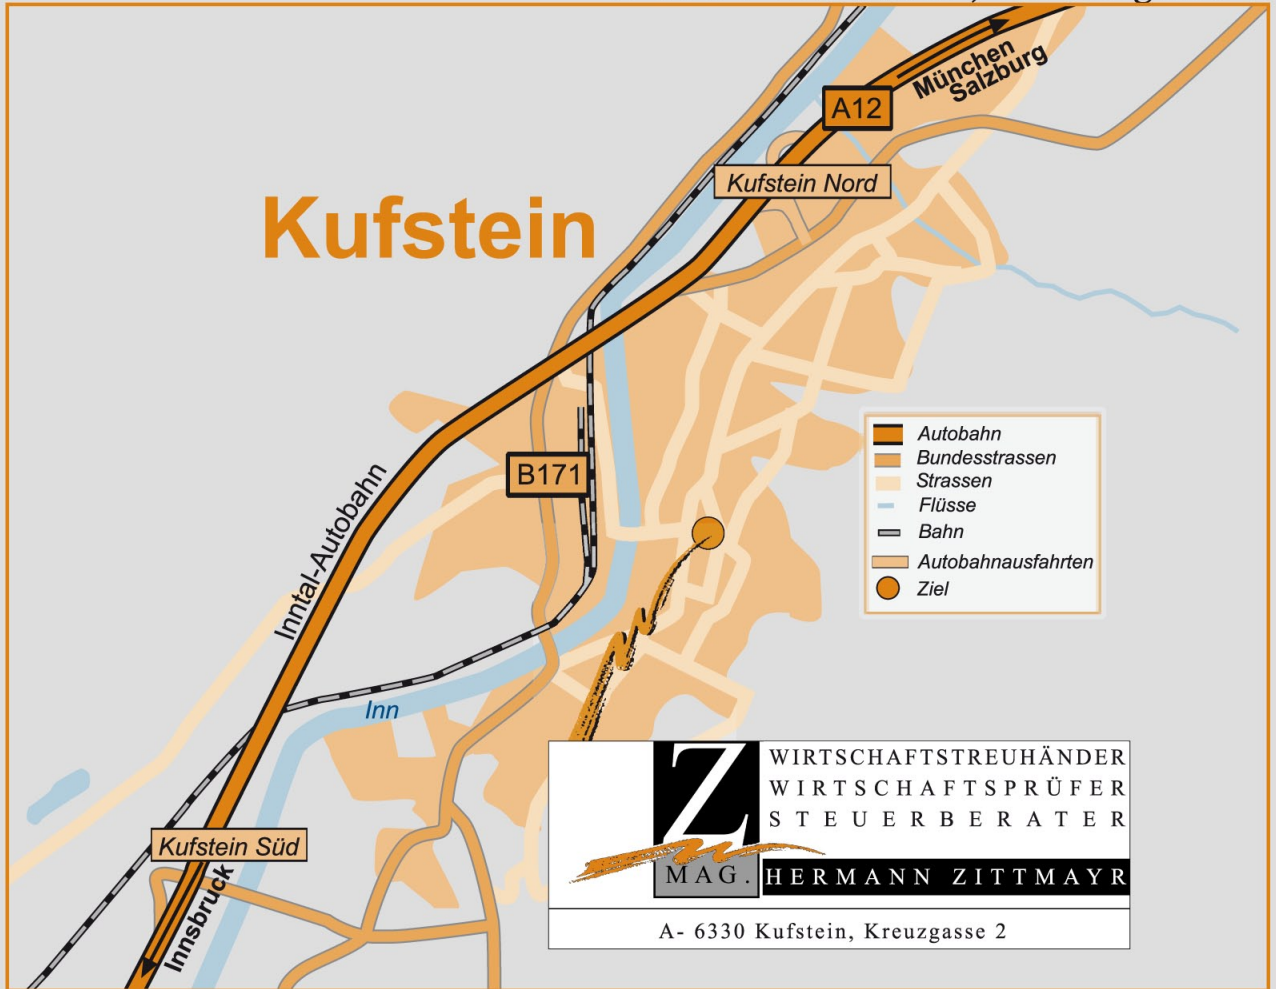 München
Salzburg
A12
Kufstein Nord
Kufstein
Autobahn
Bundesstrassen
Strassen
Flüsse
Bahn
Autobahnausfahrten
Ziel
B171
Inntal-Autobahn
Inn
Kufstein Süd
Innsbruck
Z
WIRTSCHAFTSTREUHÄNDER
WIRTSCHAFTSPRÜFER
STEUERBERATER
MAG. HERMANN ZITTMAYR
A- 6330 Kufstein, Kreuzgasse 2